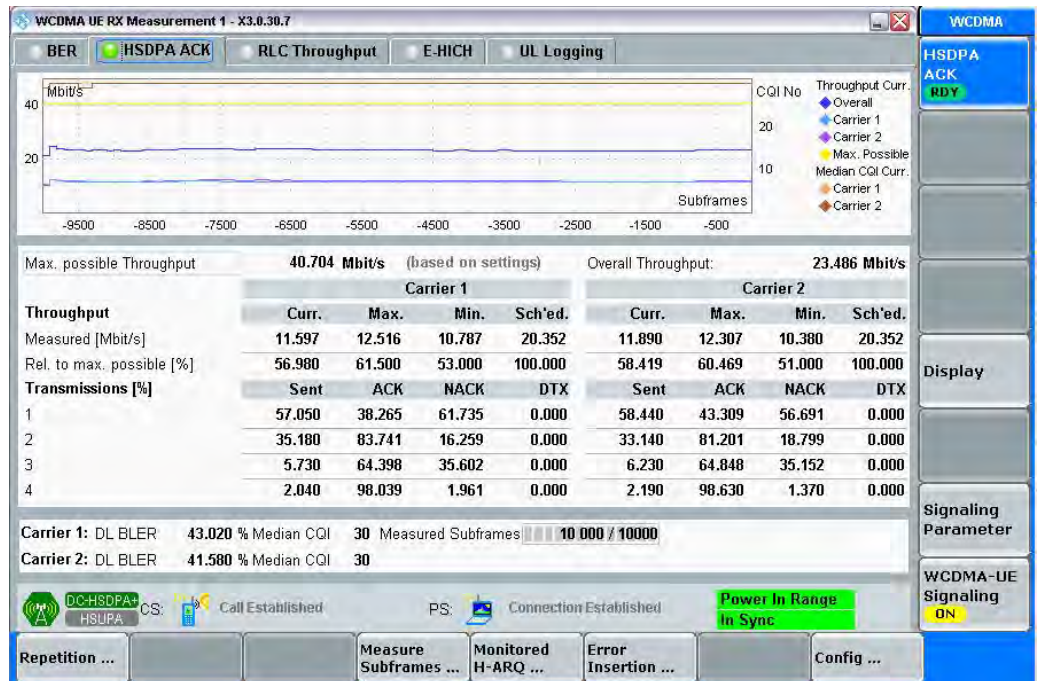 WCDMA UE RX Measurement 1 - X3.0.30.7
WCDMA
BER HSDPA ACK RLC Throughput E-HICH UL Logging
HSDPA
ACK
RDY
Mbit/s
40
20
CQI No
20
10
Subframes
-9500 -8500 -7500 -6500 -5500 -4500 -3500 -2500 -1500 -500
Throughput Curr.
Overall
Carrier 1
Carrier 2
Max. Possible
Median CQI Curr.
Carrier 1
Carrier 2
Max. possible Throughput 40.704 Mbit/s (based on settings) Overall Throughput: 23.486 Mbit/s
Carrier 1 Carrier 2
Throughput Curr. Max. Min. Sch'ed. Curr. Max. Min. Sch'ed.
Measured [Mbit/s] 11.597 12.516 10.787 20.352 11.890 12.307 10.380 20.352
Rel. to max. possible [%] 56.980 61.500 53.000 100.000 58.419 60.469 51.000 100.000
Transmissions [%] Sent ACK NACK DTX Sent ACK NACK DTX
1 57.050 38.265 61.735 0.000 58.440 43.309 56.691 0.000
2 35.180 83.741 16.259 0.000 33.140 81.201 18.799 0.000
3 5.730 64.398 35.602 0.000 6.230 64.848 35.152 0.000
4 2.040 98.039 1.961 0.000 2.190 98.630 1.370 0.000
Carrier 1: DL BLER 43.020 % Median CQI 30 Measured Subframes 10 000 / 10000
Carrier 2: DL BLER 41.580 % Median CQI 30
DC-HSDPA+
HSUPA
CS: Call Established
PS: Connection Established
Power In Range
In Sync
Display
Signaling
Parameter
WCDMA-UE
Signaling
ON
Repetition ...
Measure
Subframes ...
Monitored
H-ARQ ...
Error
Insertion ...
Config ...